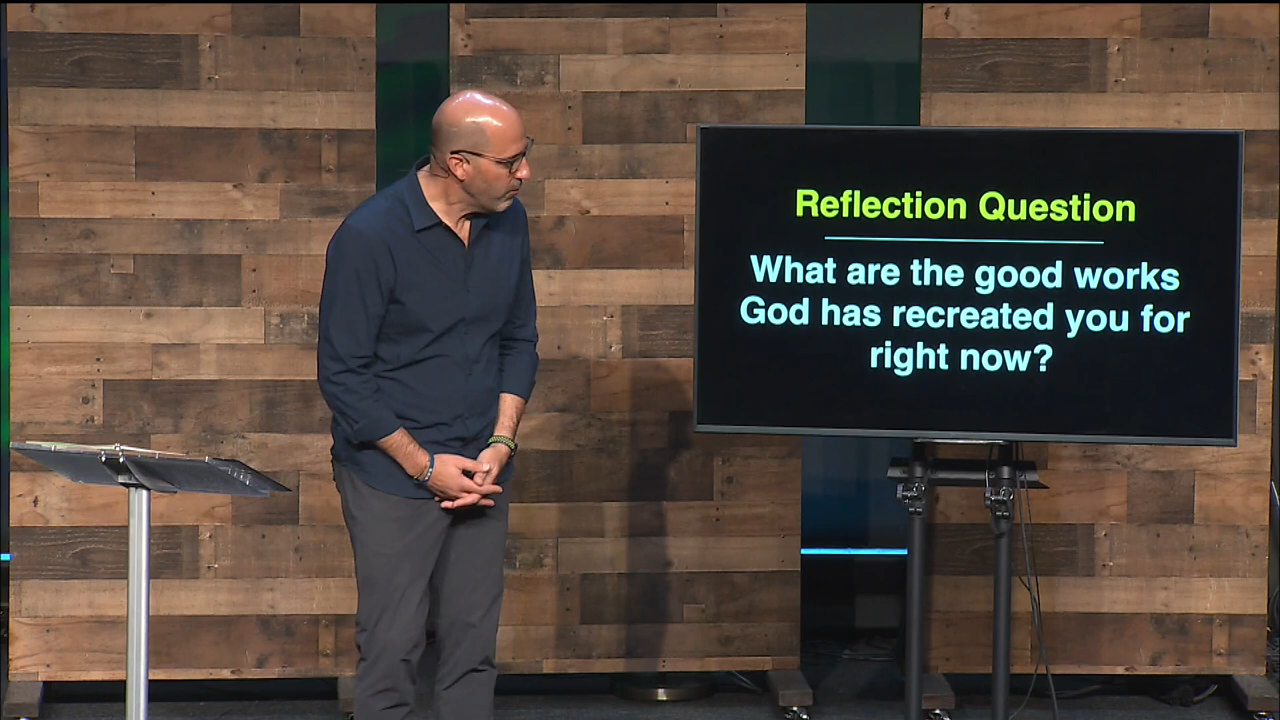 Reflection Question
What are the good works
God has recreated you for
right now?